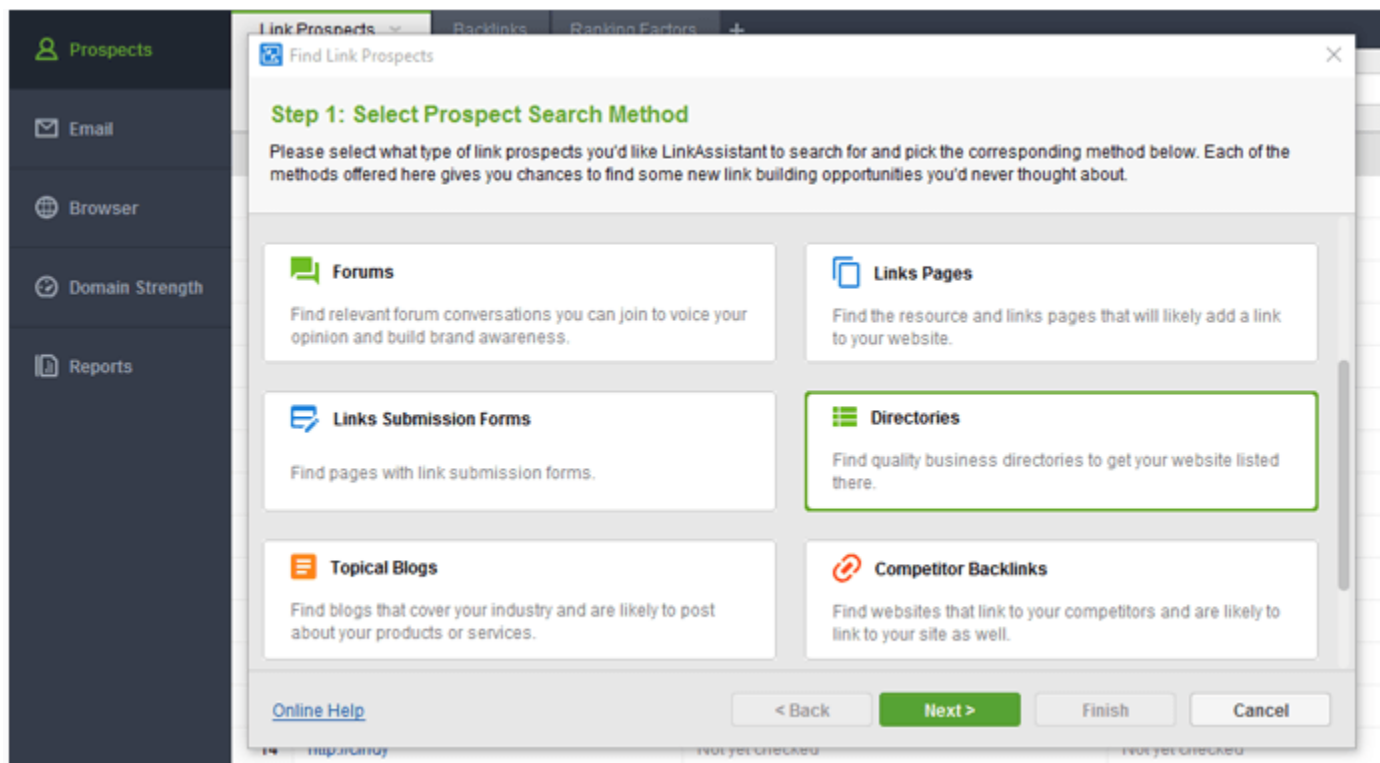 Link Prospects
Backlinks
Ranking Factors
+
Prospects
Email
Browser
Domain Strength
Reports
Find Link Prospects
Step 1: Select Prospect Search Method
Please select what type of link prospects you'd like LinkAssistant to search for and pick the corresponding method below. Each of the
methods offered here gives you chances to find some new link building opportunities you'd never thought about.
Forums
Find relevant forum conversations you can join to voice your
opinion and build brand awareness.
Links Pages
Find the resource and links pages that will likely add a link
to your website.
Links Submission Forms
Find pages with link submission forms.
Directories
Find quality business directories to get your website listed
there.
Topical Blogs
Find blogs that cover your industry and are likely to post
about your products or services.
Competitor Backlinks
Find websites that link to your competitors and are likely to
link to your site as well.
Online Help
< Back
Next >
Finish
Cancel
14
http://cindy
Not yet checked
Not yet checked